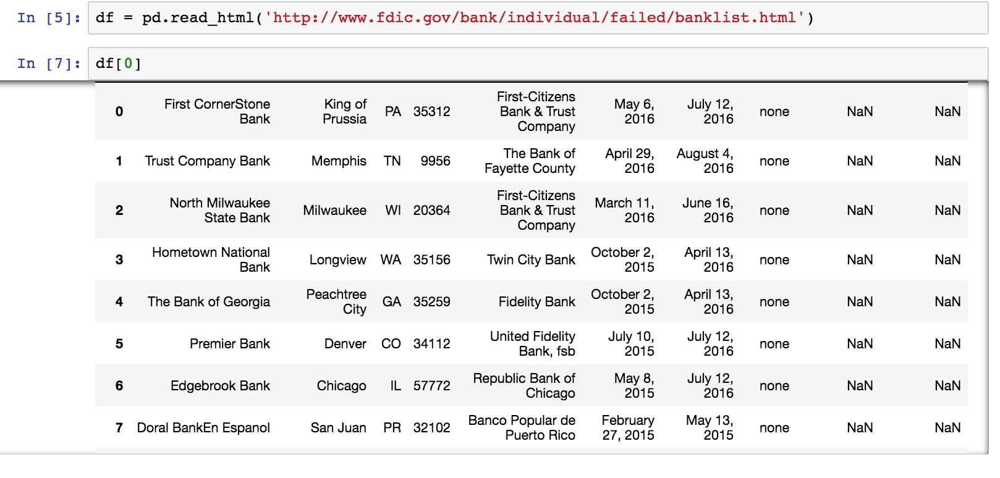 In [5]: df = pd.read_html('http://www.fdic.gov/bank/individual/failed/banklist.html')
In [7]: df[0]
0 First CornerStone Bank King of Prussia PA 35312 First-Citizens Bank & Trust Company May 6, 2016 July 12, 2016 none NaN NaN
1 Trust Company Bank Memphis TN 9956 The Bank of Fayette County April 29, 2016 August 4, 2016 none NaN NaN
2 North Milwaukee State Bank Milwaukee WI 20364 First-Citizens Bank & Trust Company March 11, 2016 June 16, 2016 none NaN NaN
3 Hometown National Bank Longview WA 35156 Twin City Bank October 2, 2015 April 13, 2016 none NaN NaN
4 The Bank of Georgia Peachtree City GA 35259 Fidelity Bank October 2, 2015 April 13, 2016 none NaN NaN
5 Premier Bank Denver CO 34112 United Fidelity Bank, fsb July 10, 2015 July 12, 2016 none NaN NaN
6 Edgebrook Bank Chicago IL 57772 Republic Bank of Chicago May 8, 2015 July 12, 2016 none NaN NaN
7 Doral BankEn Espanol San Juan PR 32102 Banco Popular de Puerto Rico February 27, 2015 May 13, 2015 none NaN NaN